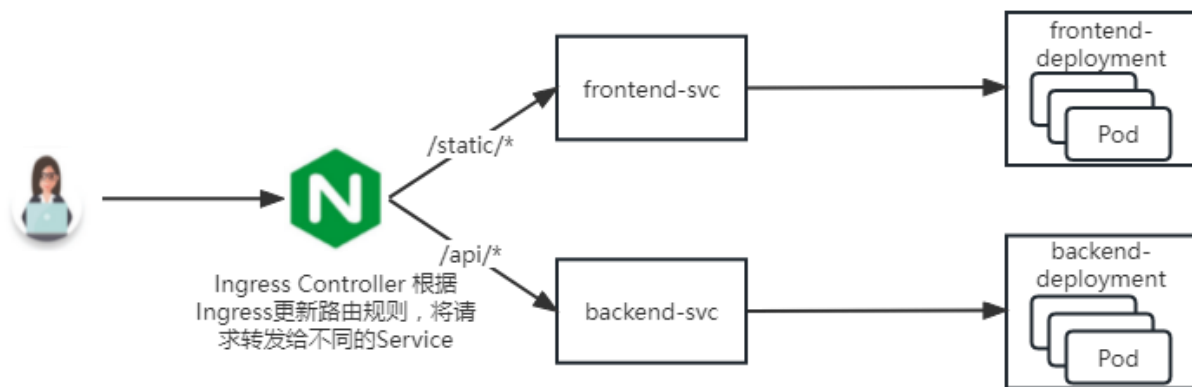 frontend-
deployment
Pod
frontend-svc
/static/*
N
/api/*
Ingress Controller 根据
Ingress更新路由规则，将请
求转发给不同的Service
backend-svc
backend-
deployment
Pod